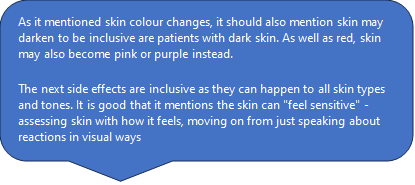 As it mentioned skin colour changes, it should also mention skin may
darken to be inclusive are patients with dark skin. As well as red, skin
may also become pink or purple instead.
The next side effects are inclusive as they can happen to all skin types
and tones. It is good that it mentions the skin can "feel sensitive" -
assessing skin with how it feels, moving on from just speaking about
reactions in visual ways